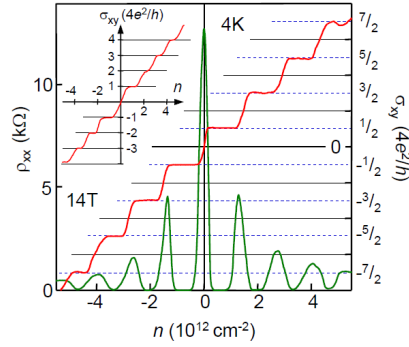 σxy (4e²/h)
4
3
2
1
-1
-2
-3
-4 -2 2 4
n
4K
14T
10
5
0
ρxx (kΩ)
7/2
5/2
3/2
1/2
0
-1/2
-3/2
-5/2
-7/2
σxy (4e²/h)
-4 -2 0 2 4
n (10¹² cm⁻²)